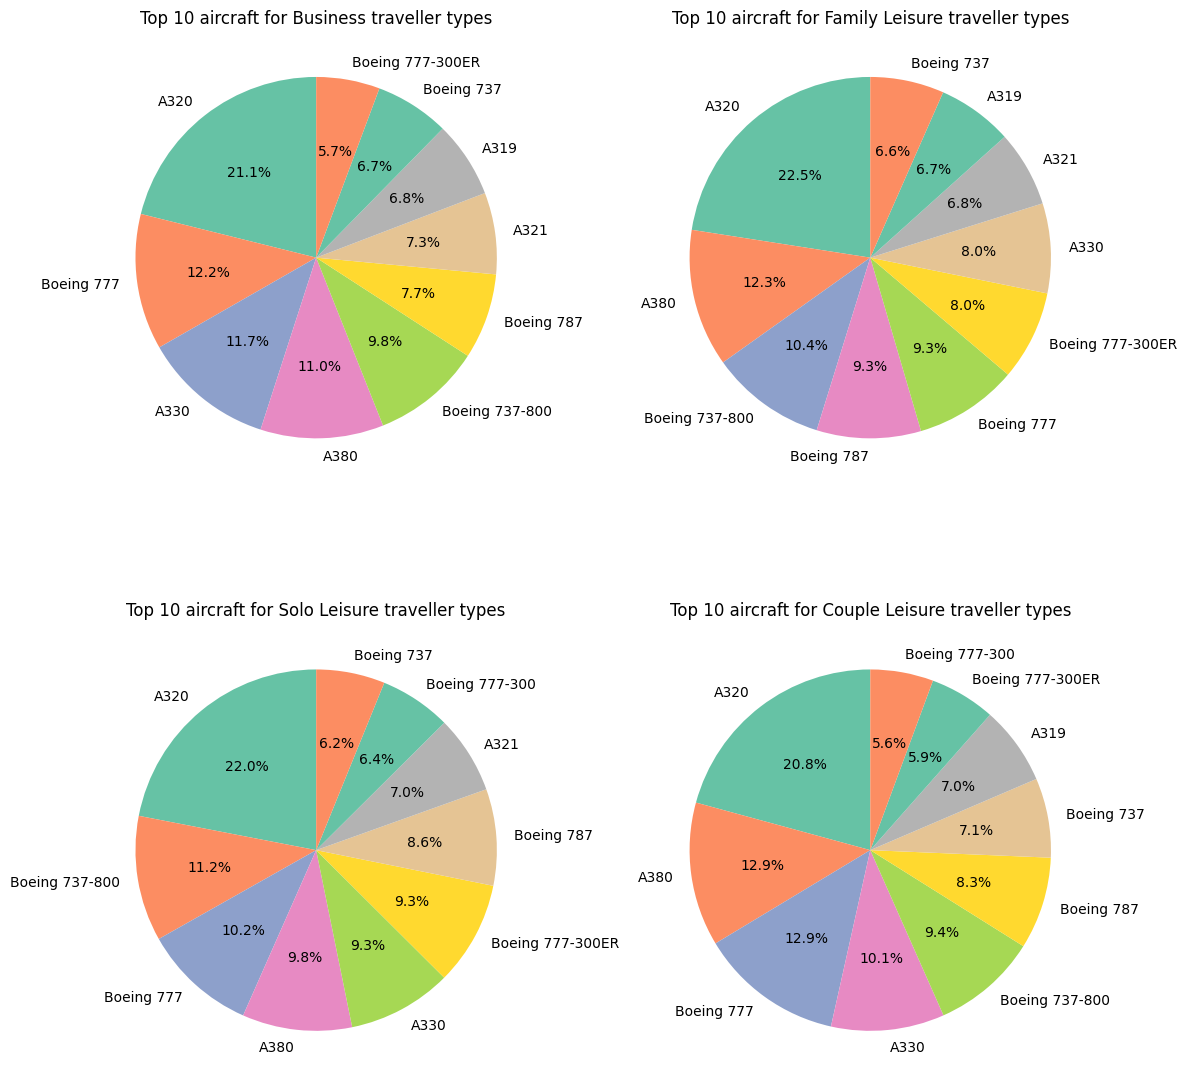 Top 10 aircraft for Business traveller types
A320
21.1%
Boeing 777
12.2%
A330
11.7%
A380
11.0%
Boeing 737-800
9.8%
Boeing 787
7.7%
A321
7.3%
A319
6.8%
Boeing 737
6.7%
Boeing 777-300ER
5.7%
Top 10 aircraft for Family Leisure traveller types
A320
22.5%
A380
12.3%
Boeing 737-800
10.4%
Boeing 787
9.3%
Boeing 777
9.3%
Boeing 777-300ER
8.0%
A330
8.0%
A321
6.8%
A319
6.7%
Boeing 737
6.6%
Top 10 aircraft for Solo Leisure traveller types
A320
22.0%
Boeing 737-800
11.2%
Boeing 777
10.2%
A380
9.8%
A330
9.3%
Boeing 777-300ER
9.3%
Boeing 787
8.6%
A321
7.0%
Boeing 777-300
6.4%
Boeing 737
6.2%
Top 10 aircraft for Couple Leisure traveller types
A320
20.8%
A380
12.9%
Boeing 777
12.9%
A330
10.1%
Boeing 737-800
9.4%
Boeing 787
8.3%
Boeing 737
7.1%
A319
7.0%
Boeing 777-300ER
5.9%
Boeing 777-300
5.6%